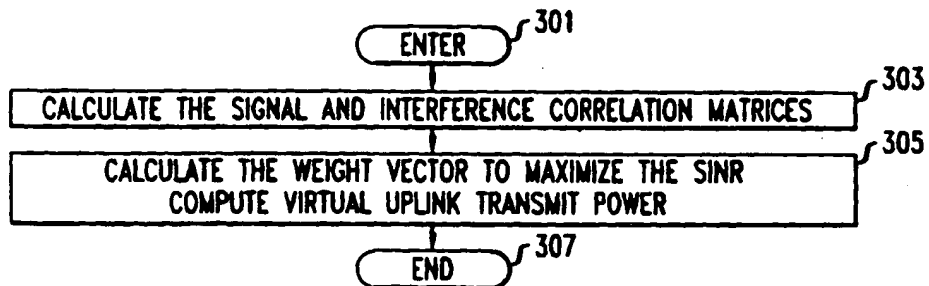 301
ENTER
303
CALCULATE THE SIGNAL AND INTERFERENCE CORRELATION MATRICES
305
CALCULATE THE WEIGHT VECTOR TO MAXIMIZE THE SINR
COMPUTE VIRTUAL UPLINK TRANSMIT POWER
307
END